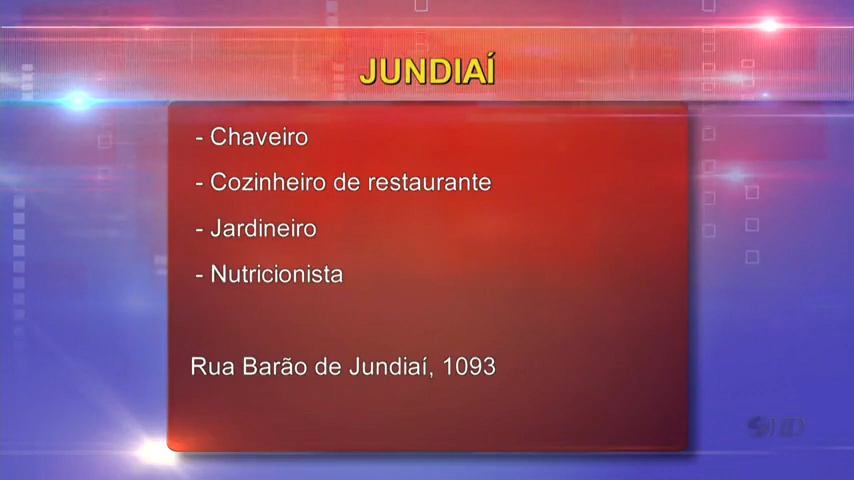 JUNDIAÍ
- Chaveiro
- Cozinheiro de restaurante
- Jardineiro
- Nutricionista
Rua Barão de Jundiaí, 1093